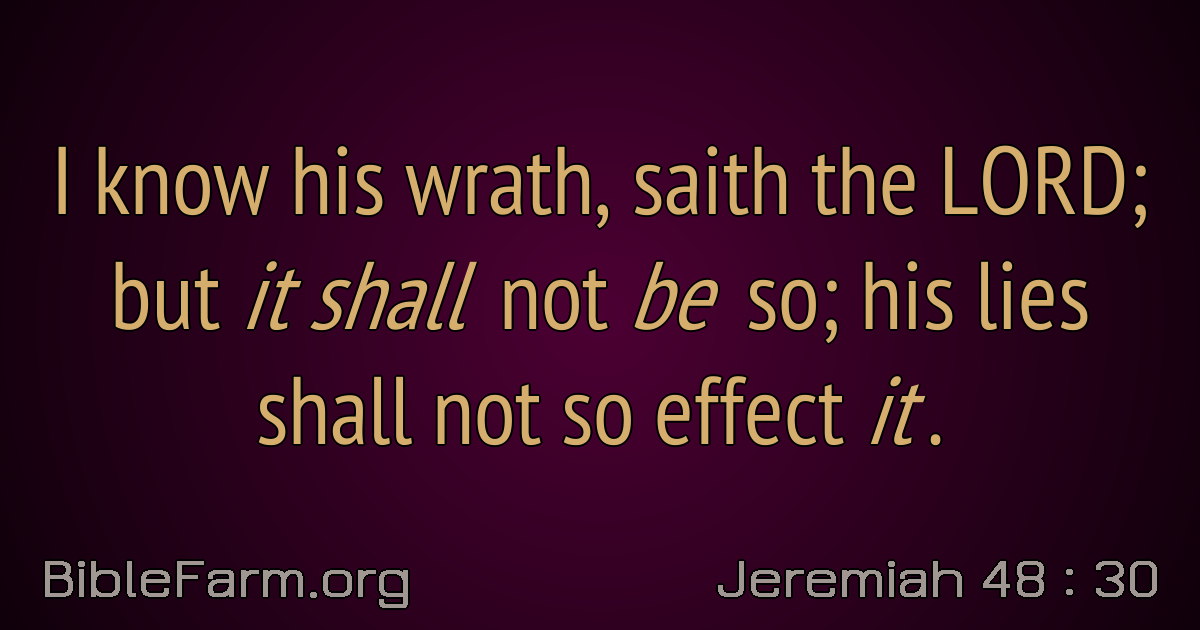 I know his wrath, saith the LORD;
but it shall not be so; his lies
shall not so effect it.
BibleFarm.org
Jeremiah 48 : 30